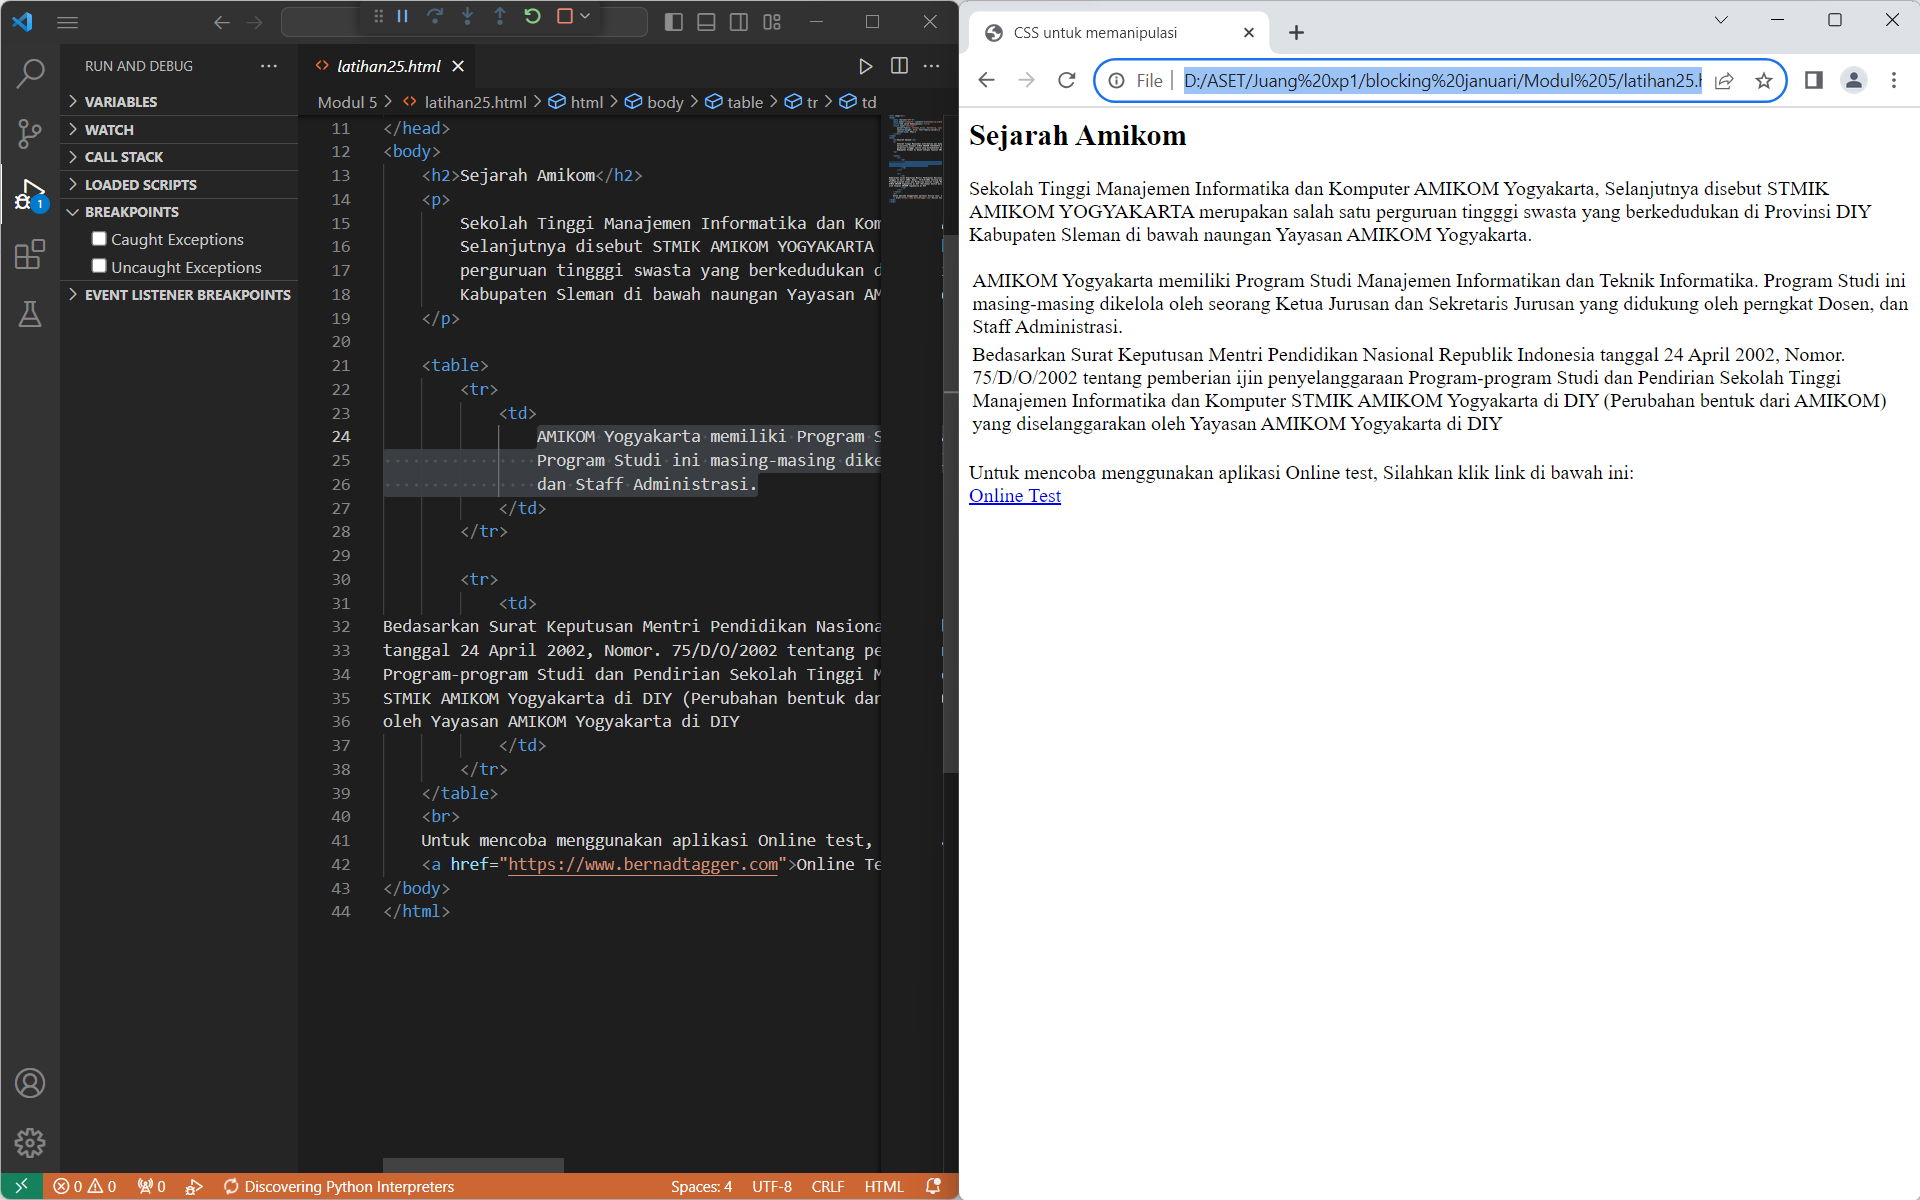 RUN AND DEBUG
VARIABLES
WATCH
CALL STACK
LOADED SCRIPTS
BREAKPOINTS
Caught Exceptions
Uncaught Exceptions
EVENT LISTENER BREAKPOINTS
1
latihan25.html
Modul 5 > latihan25.html > html > body > table > tr > td
11 </head>
12 <body>
13 <h2>Sejarah Amikom</h2>
14 <p>
15 Sekolah Tinggi Manajemen Informatika dan Kom
16 Selanjutnya disebut STMIK AMIKOM YOGYAKARTA
17 perguruan tingggi swasta yang berkedudukan d
18 Kabupaten Sleman di bawah naungan Yayasan AM
19 </p>
20
21 <table>
22 <tr>
23 <td>
24 AMIKOM Yogyakarta memiliki Program S
25 Program Studi ini masing-masing dike
26 dan Staff Administrasi.
27 </td>
28 </tr>
29
30 <tr>
31 <td>
32 Bedasarkan Surat Keputusan Mentri Pendidikan Nasiona
33 tanggal 24 April 2002, Nomor. 75/D/O/2002 tentang pe
34 Program-program Studi dan Pendirian Sekolah Tinggi M
35 STMIK AMIKOM Yogyakarta di DIY (Perubahan bentuk dar
36 oleh Yayasan AMIKOM Yogyakarta di DIY
37 </td>
38 </tr>
39 </table>
40 <br>
41 Untuk mencoba menggunakan aplikasi Online test,
42 <a href="https://www.bernadtagger.com">Online Te
43 </body>
44 </html>
0 0 0 Discovering Python Interpreters Spaces: 4 UTF-8 CRLF HTML
CSS untuk memanipulasi
File | D:/ASET/Juang%20xp1/blocking%20januari/Modul%205/latihan25.h
Sejarah Amikom
Sekolah Tinggi Manajemen Informatika dan Komputer AMIKOM Yogyakarta, Selanjutnya disebut STMIK
AMIKOM YOGYAKARTA merupakan salah satu perguruan tingggi swasta yang berkedudukan di Provinsi DIY
Kabupaten Sleman di bawah naungan Yayasan AMIKOM Yogyakarta.
AMIKOM Yogyakarta memiliki Program Studi Manajemen Informatikan dan Teknik Informatika. Program Studi ini
masing-masing dikelola oleh seorang Ketua Jurusan dan Sekretaris Jurusan yang didukung oleh perngkat Dosen, dan
Staff Administrasi.
Bedasarkan Surat Keputusan Mentri Pendidikan Nasional Republik Indonesia tanggal 24 April 2002, Nomor.
75/D/O/2002 tentang pemberian ijin penyelanggaraan Program-program Studi dan Pendirian Sekolah Tinggi
Manajemen Informatika dan Komputer STMIK AMIKOM Yogyakarta di DIY (Perubahan bentuk dari AMIKOM)
yang diselanggarakan oleh Yayasan AMIKOM Yogyakarta di DIY
Untuk mencoba menggunakan aplikasi Online test, Silahkan klik link di bawah ini:
Online Test